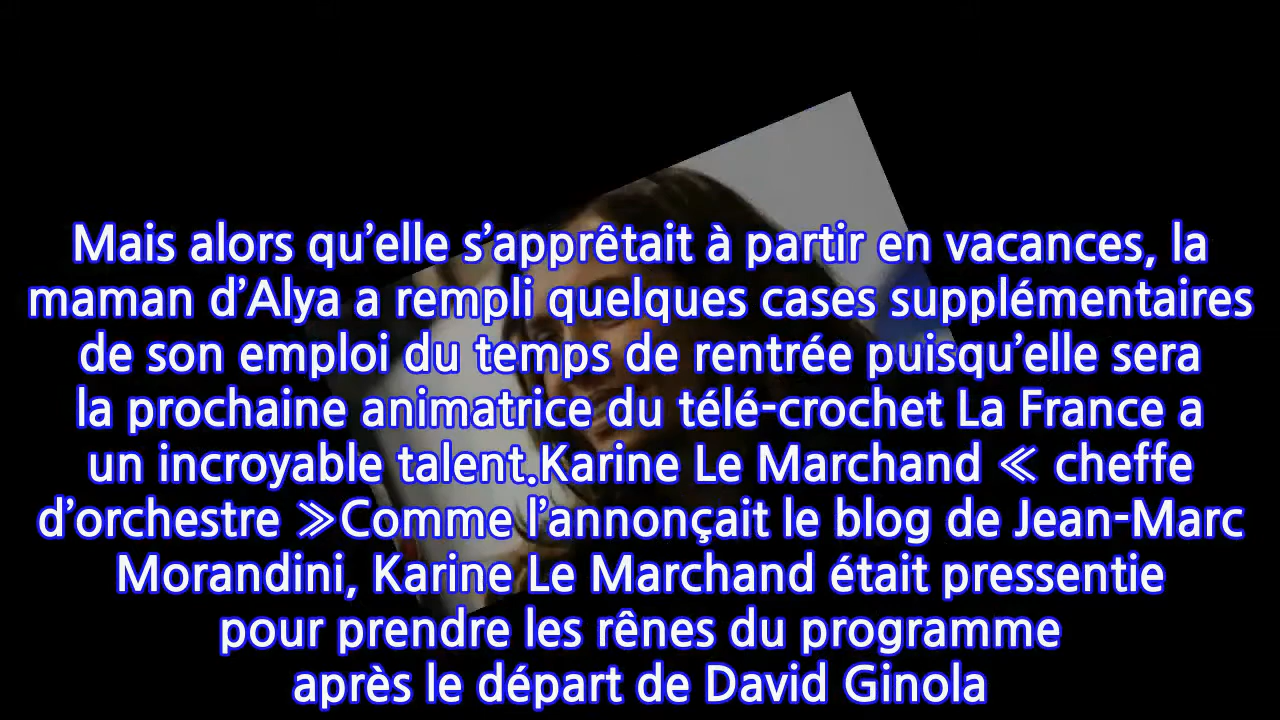 Mais alors qu’elle s’apprêtait à partir en vacances, la
maman d’Alya a rempli quelques cases supplémentaires
de son emploi du temps de rentrée puisqu’elle sera
la prochaine animatrice du télé-crochet La France a
un incroyable talent.Karine Le Marchand ≪ cheffe
d’orchestre ≫Comme l’annonçait le blog de Jean-Marc
Morandini, Karine Le Marchand était pressentie
pour prendre les rênes du programme
après le départ de David Ginola